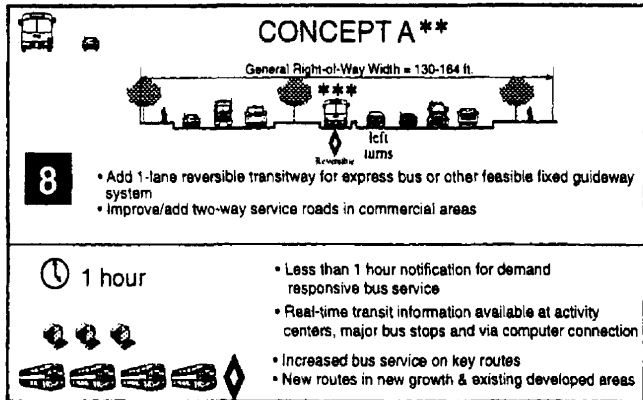 CONCEPT A**
General Right-of-Way Width = 130-164 ft.
***
left
turns
Reversible
8
• Add 1-lane reversible transitway for express bus or other feasible fixed guideway
system
• Improve/add two-way service roads in commercial areas
1 hour
• Less than 1 hour notification for demand
responsive bus service
• Real-time transit information available at activity
centers, major bus stops and via computer connection
• Increased bus service on key routes
• New routes in new growth & existing developed areas